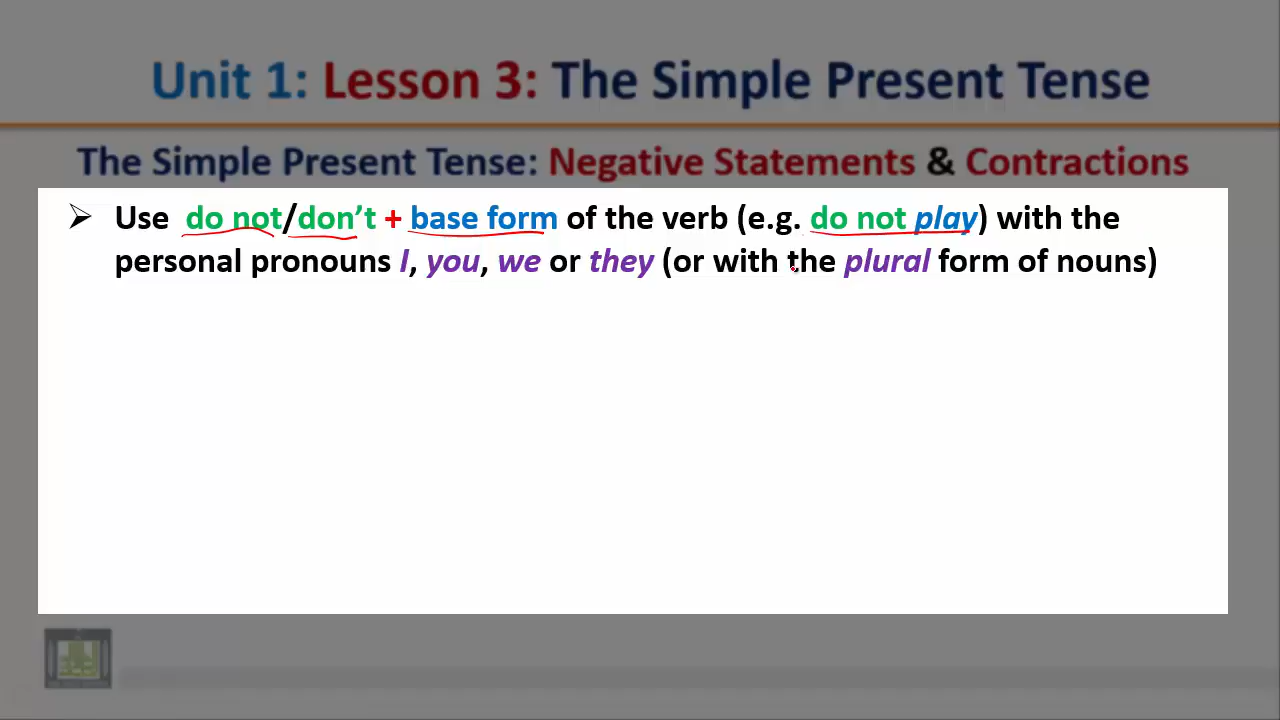 Unit 1: Lesson 3: The Simple Present Tense
The Simple Present Tense: Negative Statements & Contractions
➢ Use do not/don't + base form of the verb (e.g. do not play) with the
personal pronouns I, you, we or they (or with the plural form of nouns)